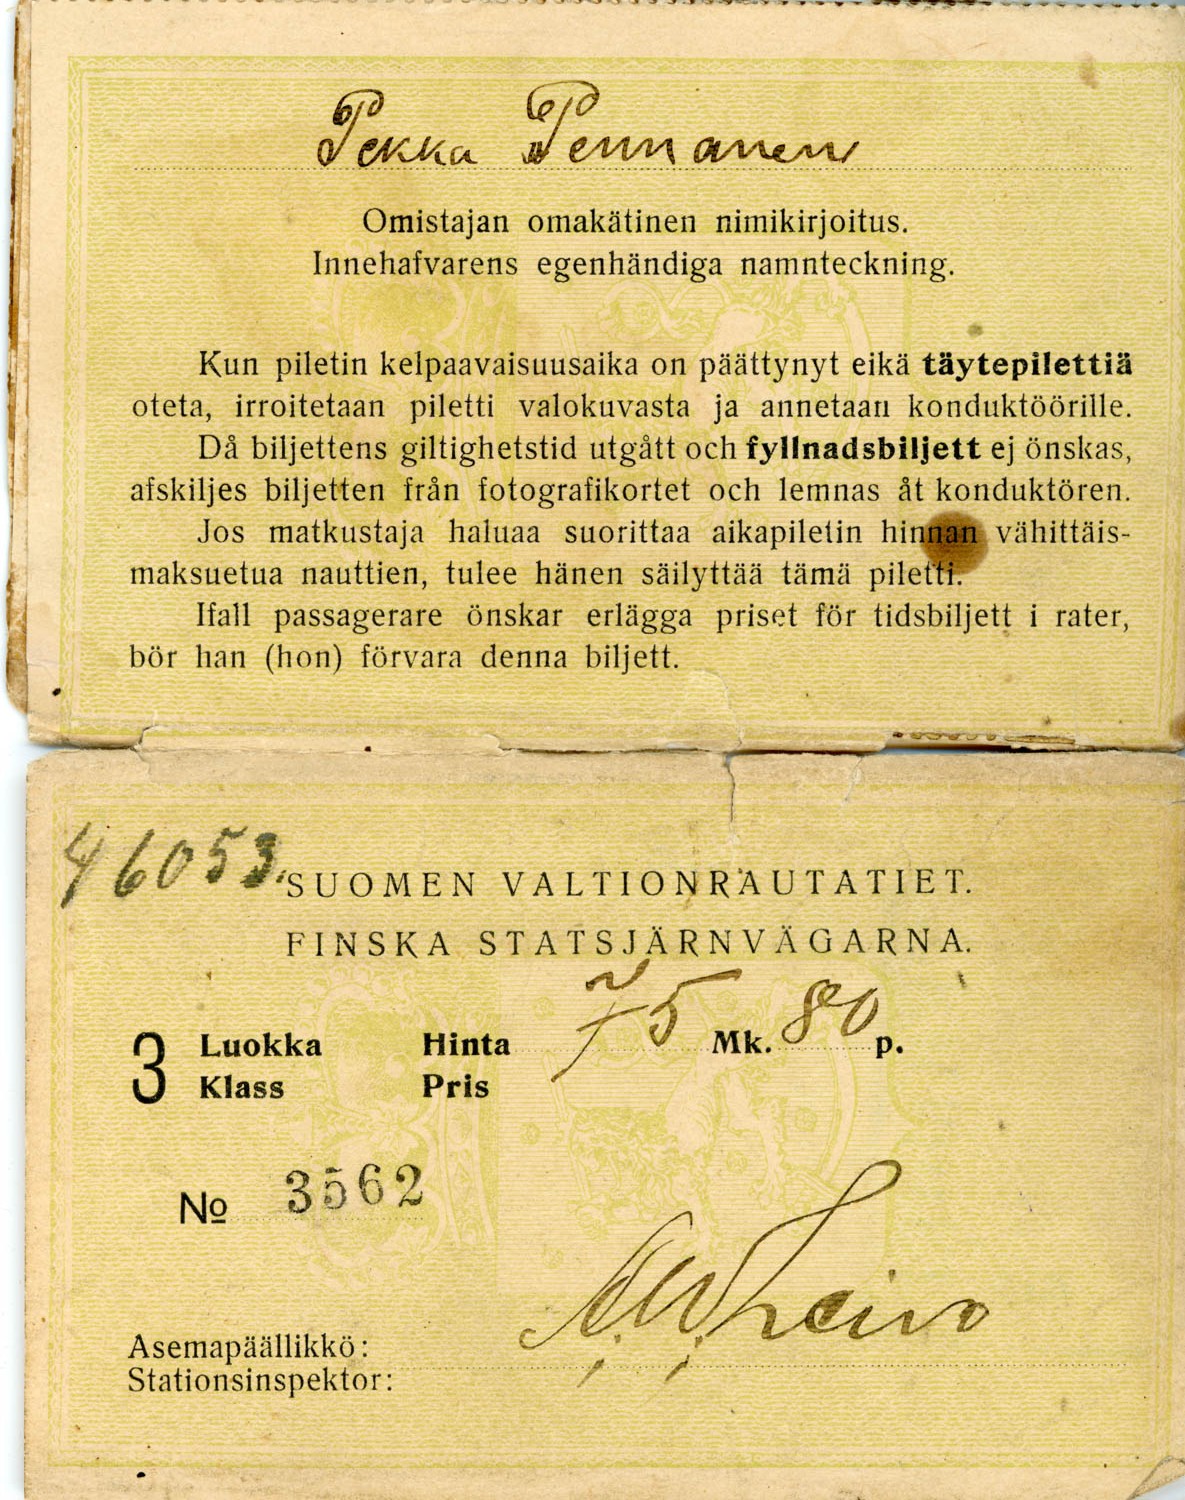 Pekka Pennanen
Omistajan omakätinen nimikirjoitus.
Innehafvarens egenhändiga namnteckning.
Kun piletin kelpaavaisuusaika on päättynyt eikä täytepilettiä
oteta, irroitetaan piletti valokuvasta ja annetaan konduktöörille.
Då biljettens giltighetstid utgått och fyllnadsbiljett ej önskas,
afskiljes biljetten från fotografikortet och lemnas åt konduktören.
Jos matkustaja haluaa suorittaa aikapiletin hinnan vähittäis-
maksuetua nauttien, tulee hänen säilyttää tämä piletti.
Ifall passagerare önskar erlägga priset för tidsbiljett i rater,
bör han (hon) förvara denna biljett.
46053.
SUOMEN VALTIONRAUTATIET.
FINSKA STATSJÄRNVÄGARNA.
3 Luokka Hinta 75 Mk. 80 p.
Klass Pris
No 3562
Asemapäällikkö:
Stationsinspektor: